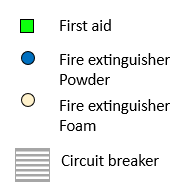 First aid
Fire extinguisher
Powder
Fire extinguisher
Foam
Circuit breaker